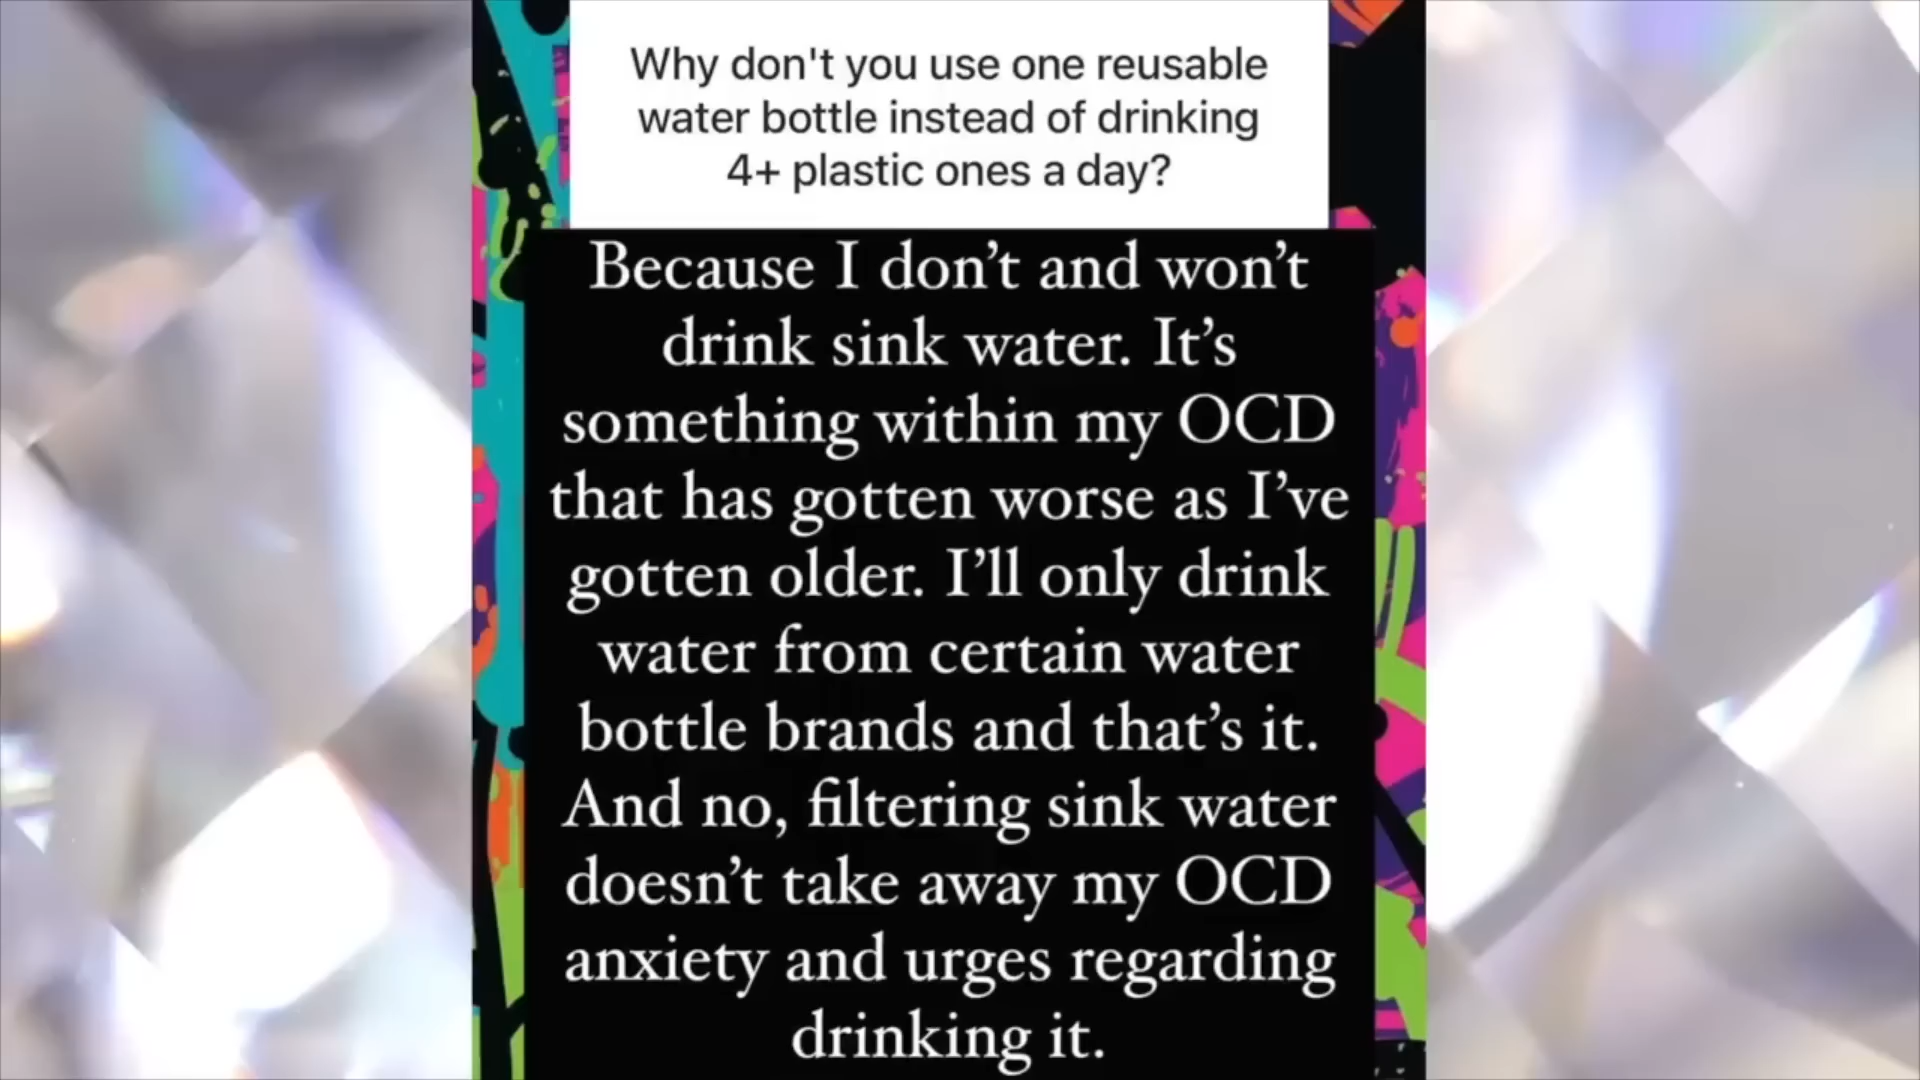 Why don't you use one reusable
water bottle instead of drinking
4+ plastic ones a day?
Because I don’t and won’t
drink sink water. It’s
something within my OCD
that has gotten worse as I’ve
gotten older. I’ll only drink
water from certain water
bottle brands and that’s it.
And no, filtering sink water
doesn’t take away my OCD
anxiety and urges regarding
drinking it.